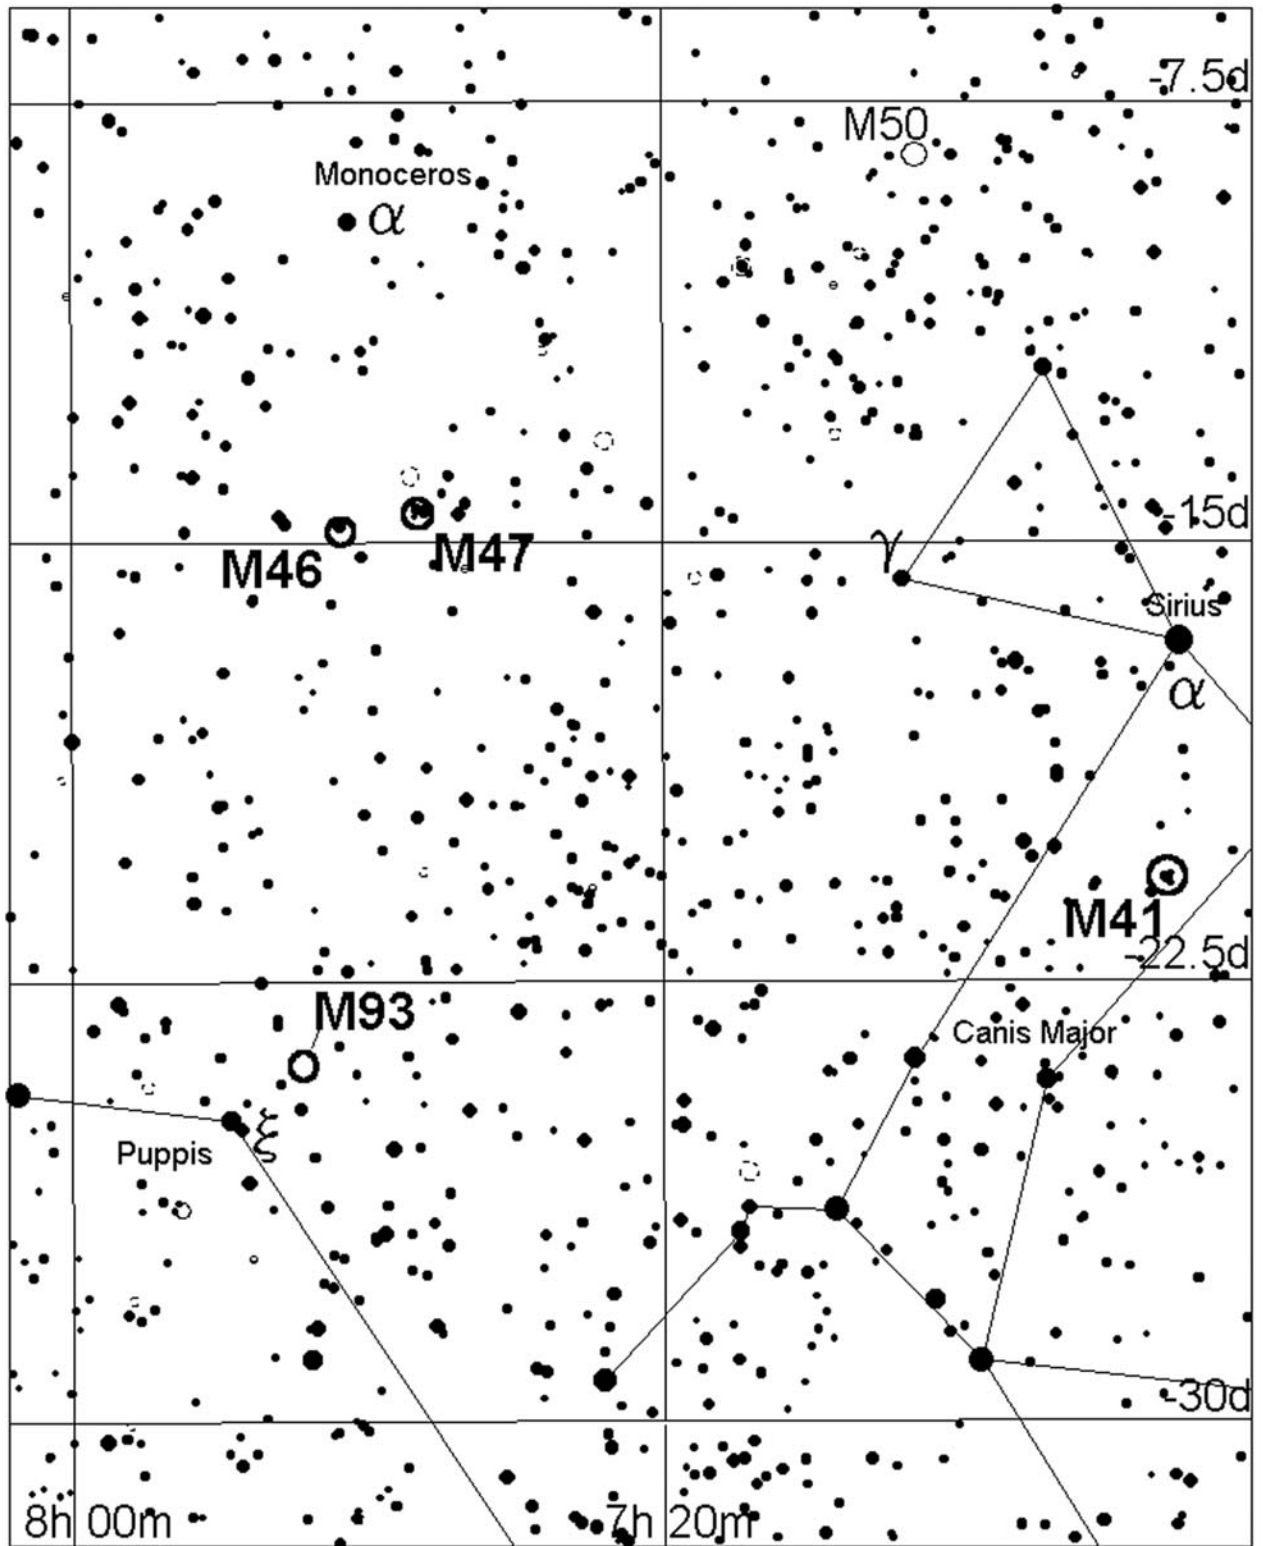 -7.5d
M50
Monoceros
α
-15d
γ
M46
M47
Sirius
α
M41
-22.5d
M93
Canis Major
ξ
Puppis
-30d
8h 00m
7h 20m